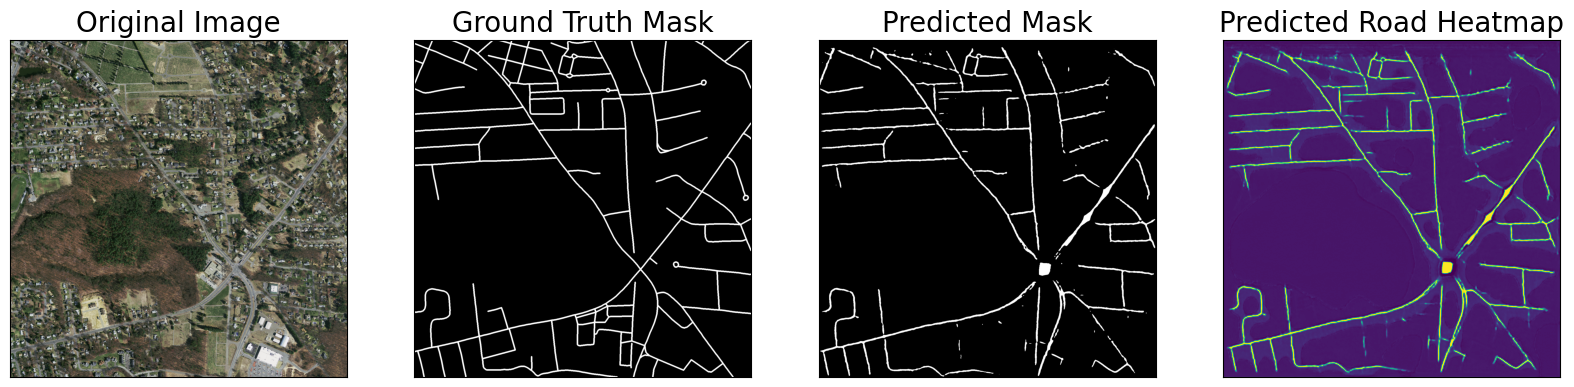 Original Image
Ground Truth Mask
Predicted Mask
Predicted Road Heatmap